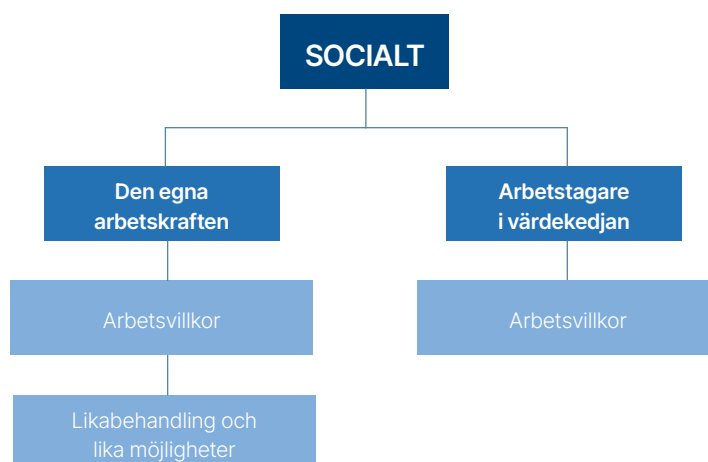 SOCIALT
Den egna
arbetskraften
Arbetstagare
i värdekedjan
Arbetsvillkor
Arbetsvillkor
Likabehandling och
lika möjligheter